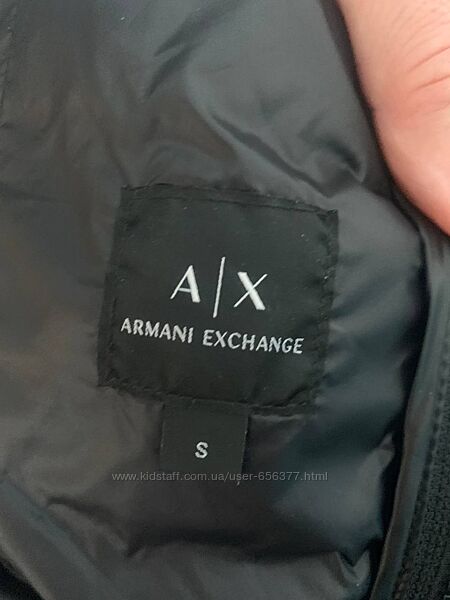 A|X
ARMANI EXCHANGE
S
www.kidstaff.com.ua/user-656377.html